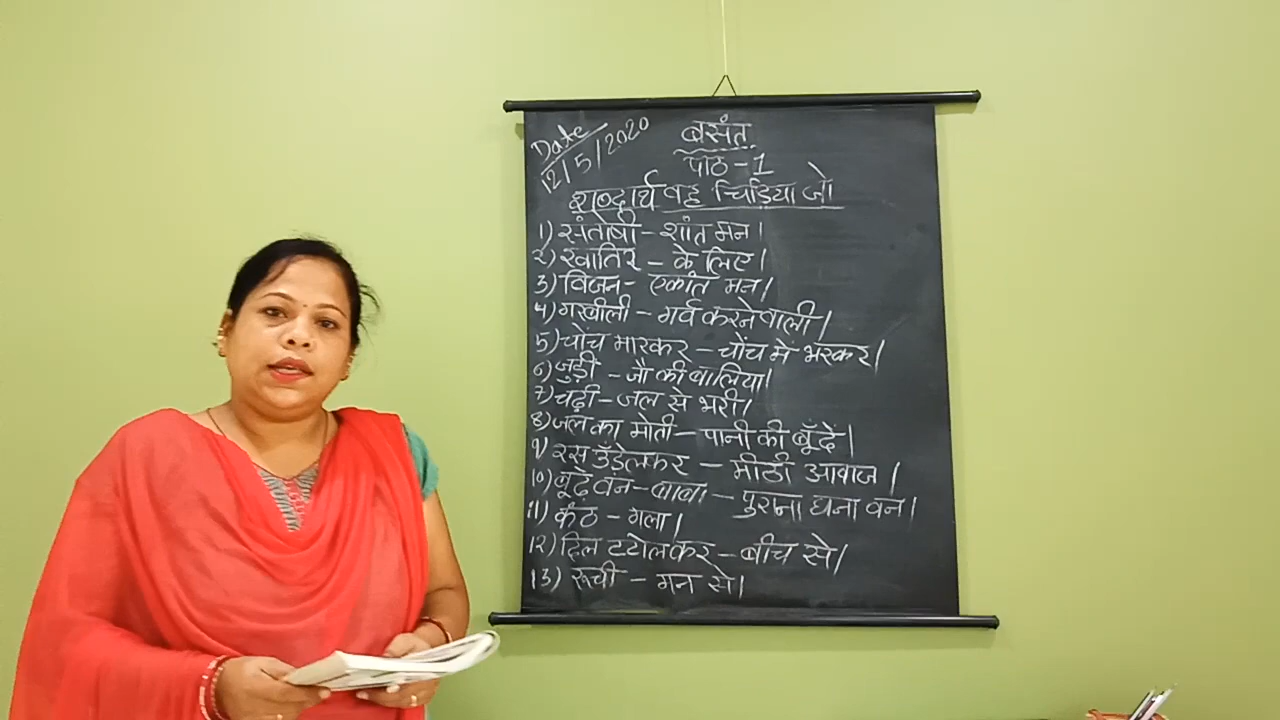 Date
12/5/2020
बसंत
पाठ-1
शब्दार्थ वह चिड़िया जो
1) संतोषी - शांत मन।
2) खातिर - के लिए।
3) विजन - एकांत मन।
4) गरबीली - गर्व करने वाली।
5) चोंच मारकर - चोंच में भरकर।
6) जुड़ी - जौ की बालिया।
7) चढ़ी - जल से भरी।
8) जल का मोती - पानी की बूँदें।
9) रस उँडेलकर - मीठी आवाज।
10) बूढ़े वन - बाबा - पुराना घना वन।
11) कंठ - गला।
12) दिल टटोलकर - बीच से।
13) रूची - मन से।